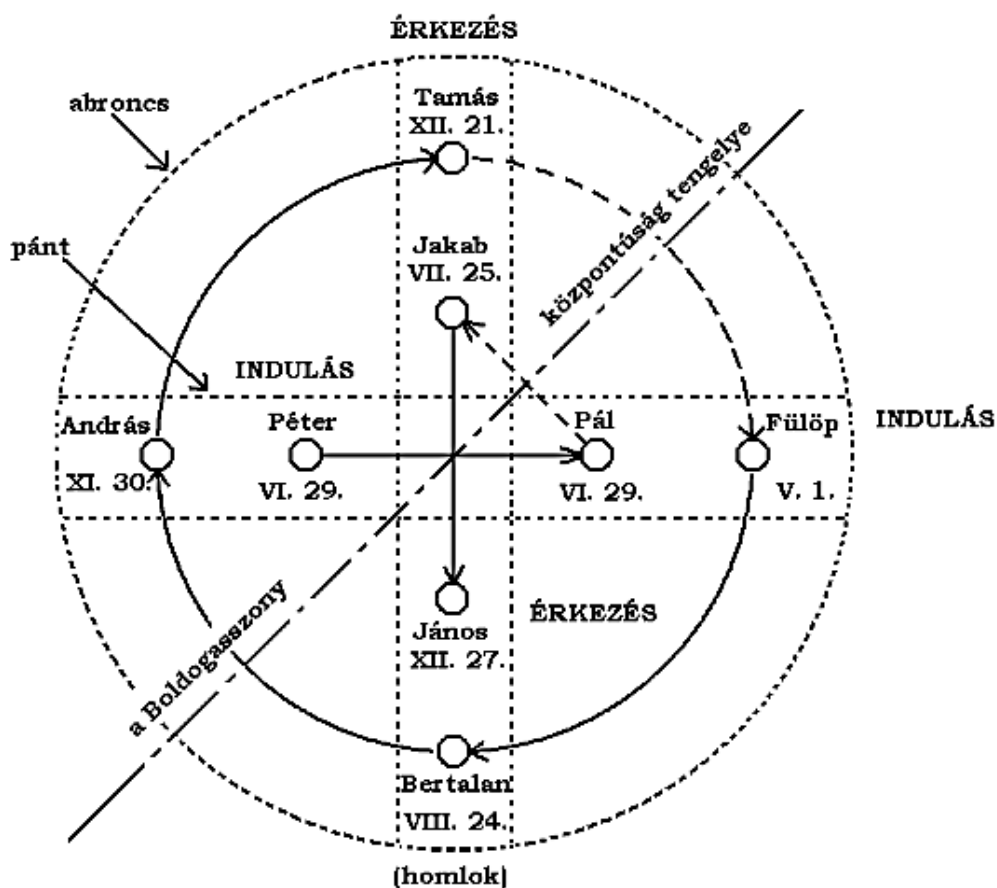 ÉRKEZÉS
abroncs
Tamás
XII. 21.
központúság tengelye
pánt
Jakab
VII. 25.
INDULÁS
András
XI. 30.
Péter
VI. 29.
Pál
VI. 29.
Fülöp
V. 1.
INDULÁS
a Boldogasszony
János
XII. 27.
ÉRKEZÉS
Bertalan
VIII. 24.
(homlok)